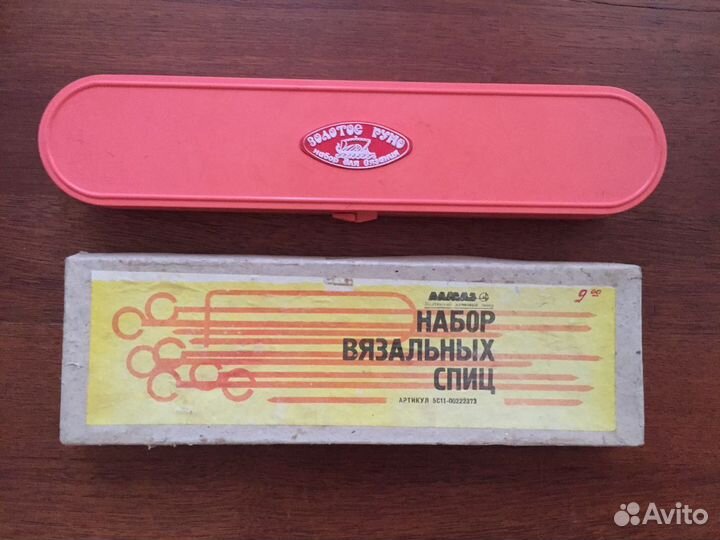 ЗОЛОТОЕ РУНО
набор для вязания
АЛМАЗ
9 00
НАБОР
ВЯЗАЛЬНЫХ
СПИЦ
АРТИКУЛ 5С11-00222373
Avito